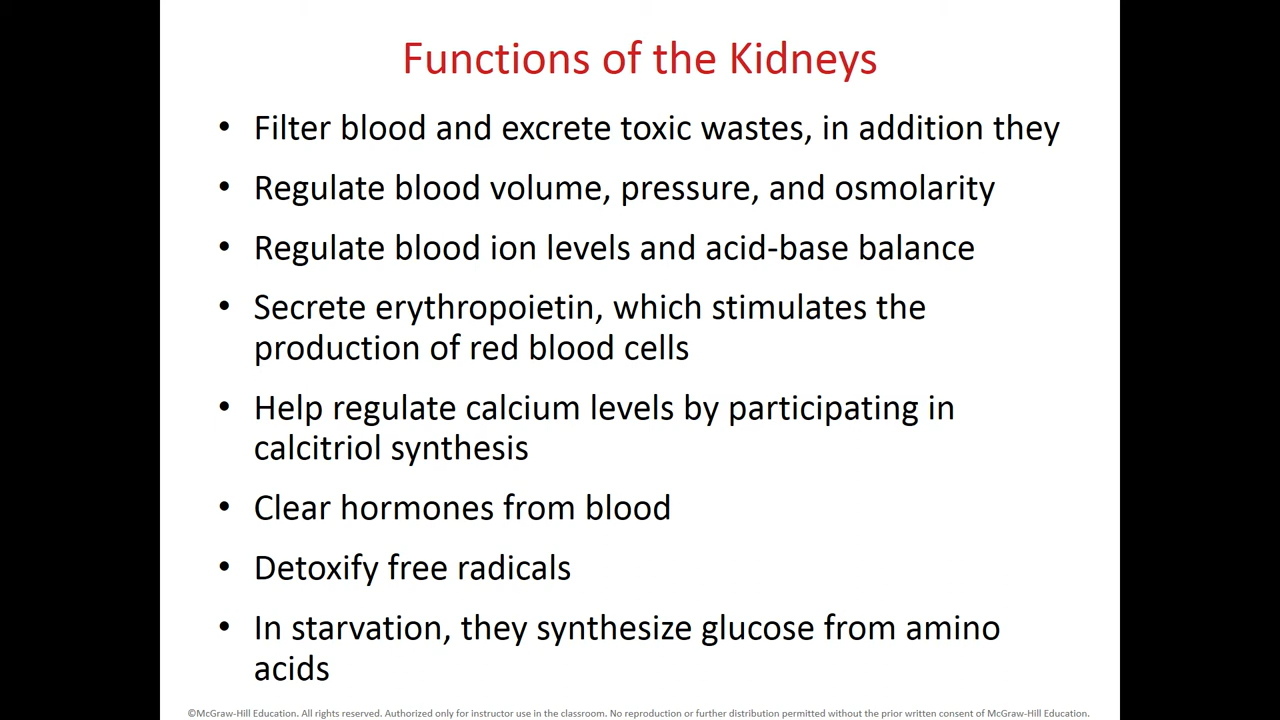 Functions of the Kidneys
• Filter blood and excrete toxic wastes, in addition they
• Regulate blood volume, pressure, and osmolarity
• Regulate blood ion levels and acid-base balance
• Secrete erythropoietin, which stimulates the
production of red blood cells
• Help regulate calcium levels by participating in
calcitriol synthesis
• Clear hormones from blood
• Detoxify free radicals
• In starvation, they synthesize glucose from amino
acids
©McGraw-Hill Education. All rights reserved. Authorized only for instructor use in the classroom. No reproduction or further distribution permitted without the prior written consent of McGraw-Hill Education.